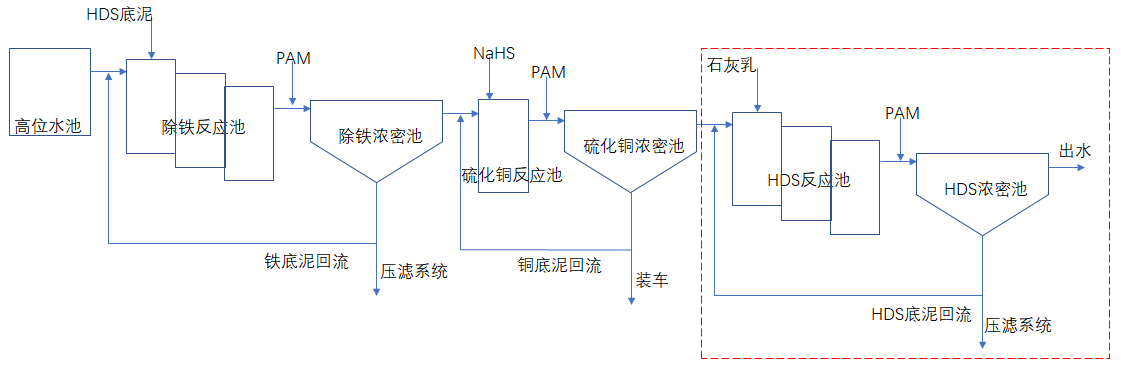 HDS底泥
高位水池
除铁反应池
PAM
除铁浓密池
铁底泥回流
压滤系统
NaHS
硫化铜反应池
PAM
硫化铜浓密池
铜底泥回流
装车
石灰乳
HDS反应池
PAM
HDS浓密池
出水
HDS底泥回流
压滤系统